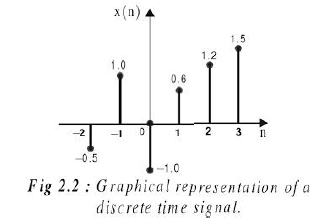 x(n)
1.5
1.2
1.0
0.6
–2 –1 0 1 2 3 n
–0.5
–1.0
Fig 2.2 : Graphical representation of a
discrete time signal.